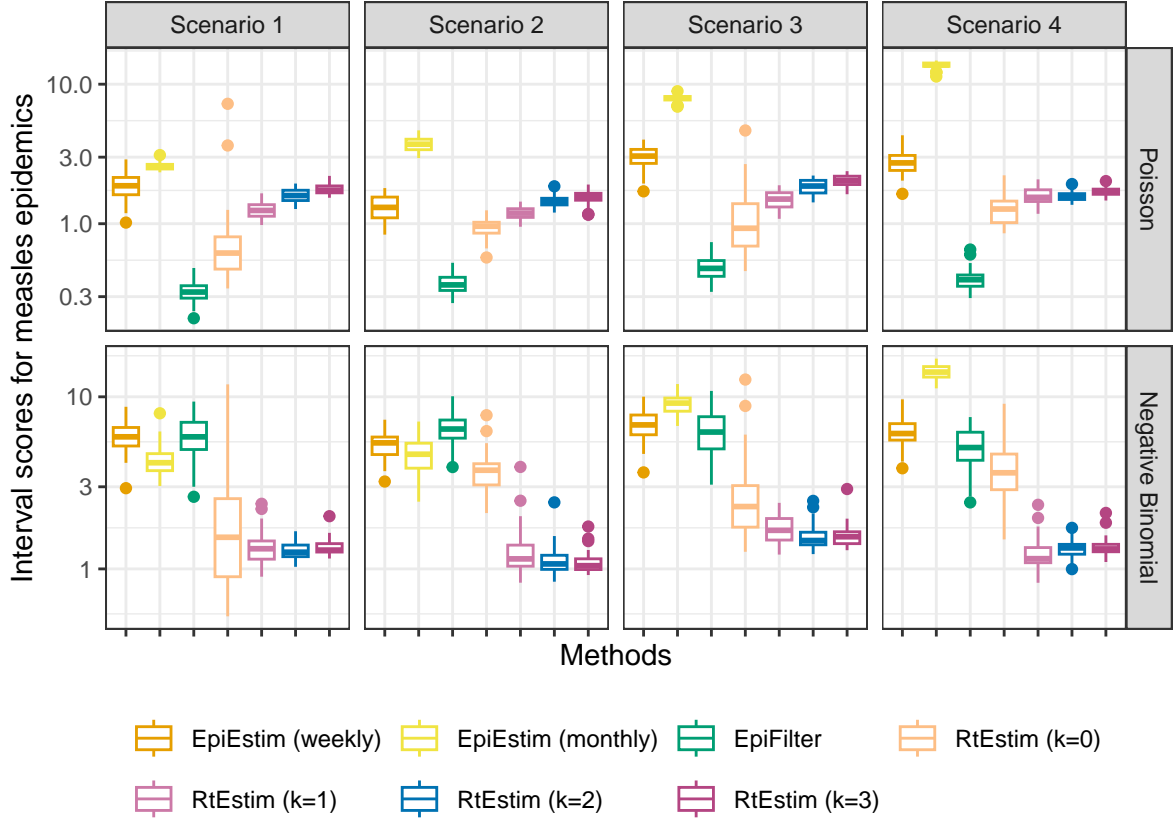 Scenario 1 Scenario 2 Scenario 3 Scenario 4
Interval scores for measles epidemics
10.0
3.0
1.0
0.3
Poisson
10
3
1
Negative Binomial
Methods
EpiEstim (weekly) EpiEstim (monthly) EpiFilter RtEstim (k=0)
RtEstim (k=1) RtEstim (k=2) RtEstim (k=3)